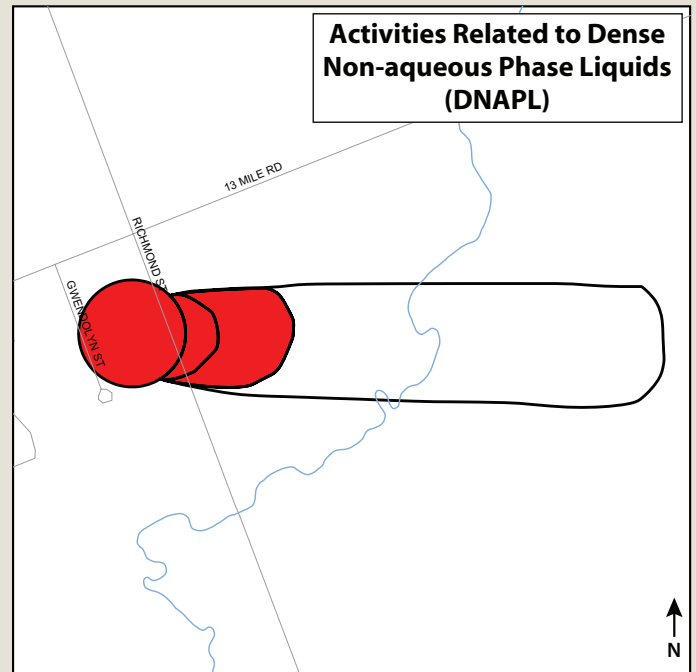 Activities Related to Dense
Non-aqueous Phase Liquids
(DNAPL)
13 MILE RD
RICHMOND ST
GWENDOLYN ST
N